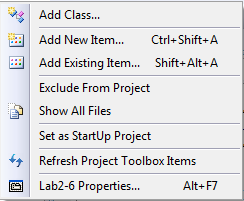 Add Class...
Add New Item... Ctrl+Shift+A
Add Existing Item... Shift+Alt+A
Exclude From Project
Show All Files
Set as StartUp Project
Refresh Project Toolbox Items
Lab2-6 Properties... Alt+F7